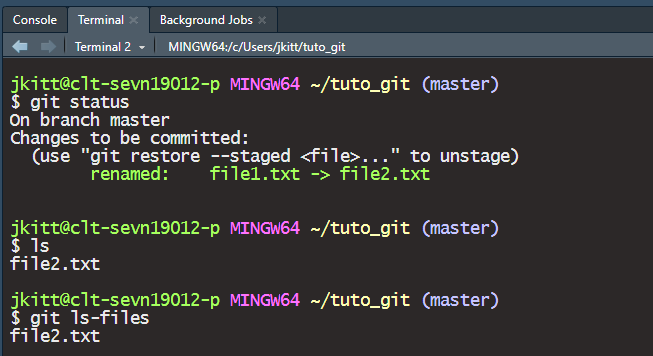 Console Terminal Background Jobs
Terminal 2 MINGW64:/c/Users/jkitt/tuto_git
jkitt@clt-sevn19012-p MINGW64 ~/tuto_git (master)
$ git status
On branch master
Changes to be committed:
  (use "git restore --staged <file>..." to unstage)
        renamed:    file1.txt -> file2.txt
jkitt@clt-sevn19012-p MINGW64 ~/tuto_git (master)
$ ls
file2.txt
jkitt@clt-sevn19012-p MINGW64 ~/tuto_git (master)
$ git ls-files
file2.txt